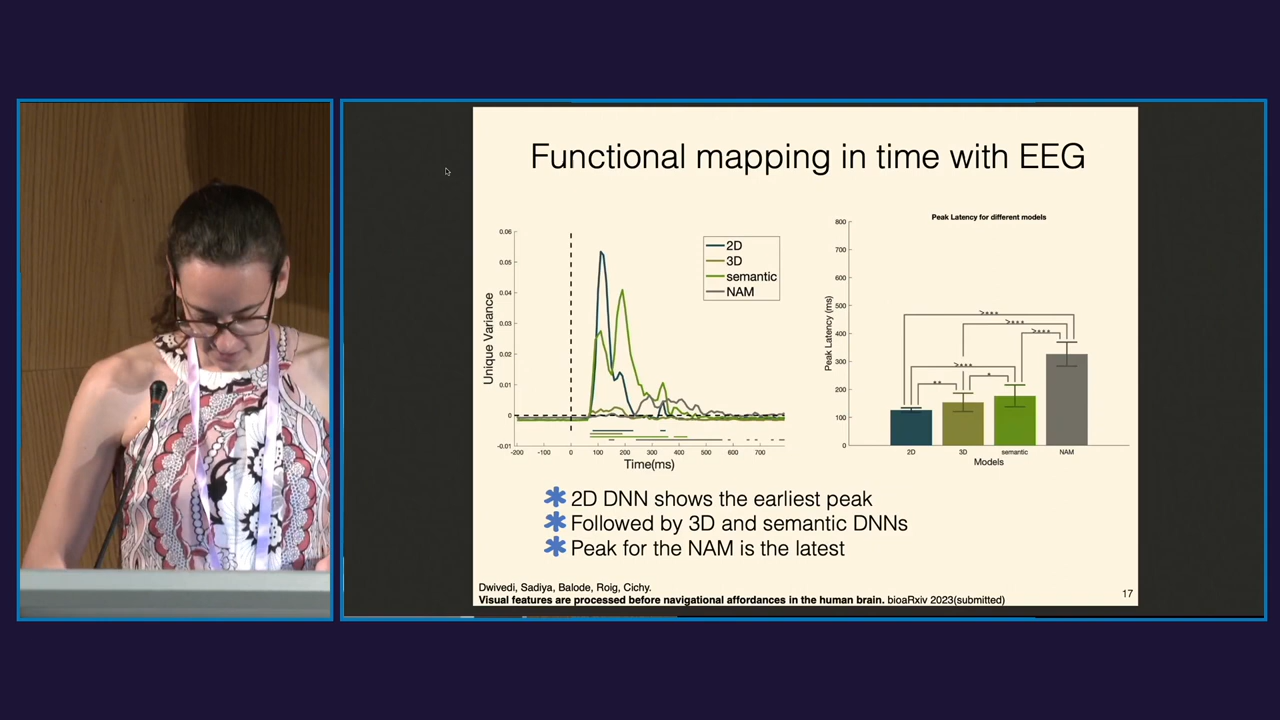 Functional mapping in time with EEG
0.06
0.05
0.04
0.03
0.02
0.01
0
-0.01
Unique Variance
-200 -100 0 100 200 300 400 500 600 700
Time(ms)
2D
3D
semantic
NAM
Peak Latency for different models
800
700
600
500
400
300
200
100
0
Peak Latency (ms)
>***
>***
>***
>***
**
*
2D 3D semantic NAM
Models
2D DNN shows the earliest peak
Followed by 3D and semantic DNNs
Peak for the NAM is the latest
Dwivedi, Sadiya, Balode, Roig, Cichy.
Visual features are processed before navigational affordances in the human brain. bioaRxiv 2023(submitted)
17